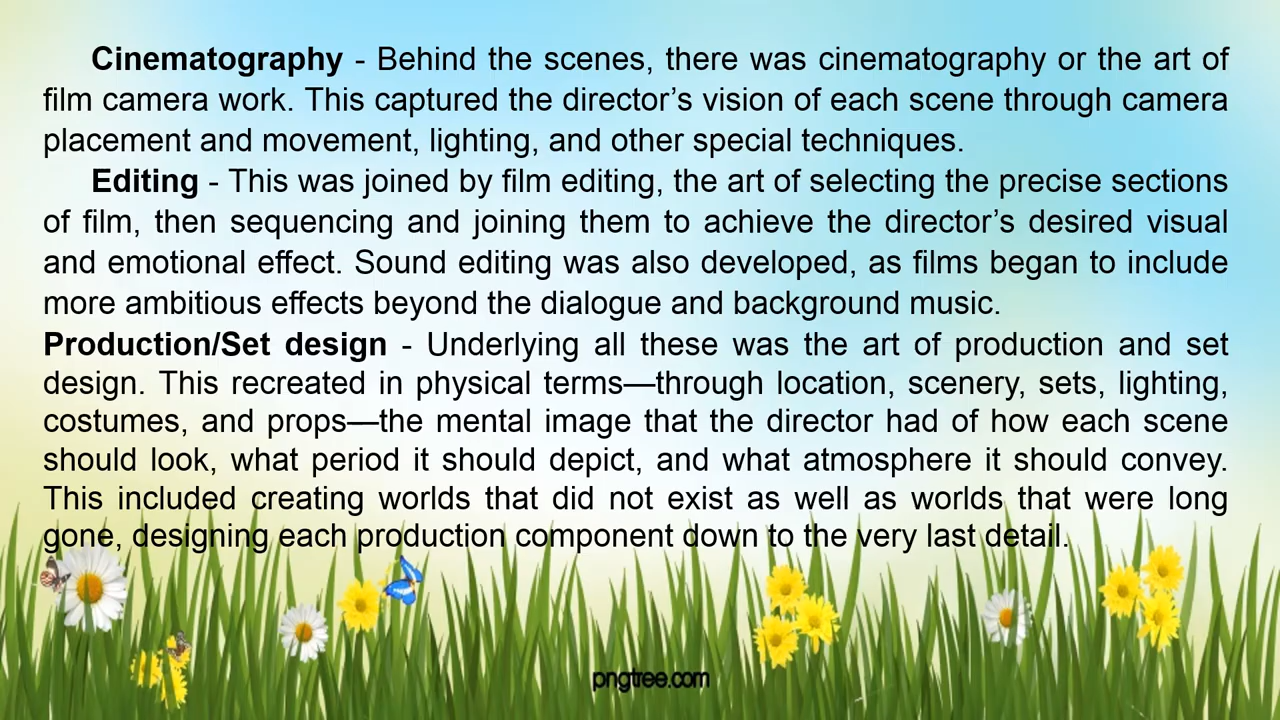 Cinematography - Behind the scenes, there was cinematography or the art of
film camera work. This captured the director’s vision of each scene through camera
placement and movement, lighting, and other special techniques.
Editing - This was joined by film editing, the art of selecting the precise sections
of film, then sequencing and joining them to achieve the director’s desired visual
and emotional effect. Sound editing was also developed, as films began to include
more ambitious effects beyond the dialogue and background music.
Production/Set design - Underlying all these was the art of production and set
design. This recreated in physical terms—through location, scenery, sets, lighting,
costumes, and props—the mental image that the director had of how each scene
should look, what period it should depict, and what atmosphere it should convey.
This included creating worlds that did not exist as well as worlds that were long
gone, designing each production component down to the very last detail.
pngtree.com